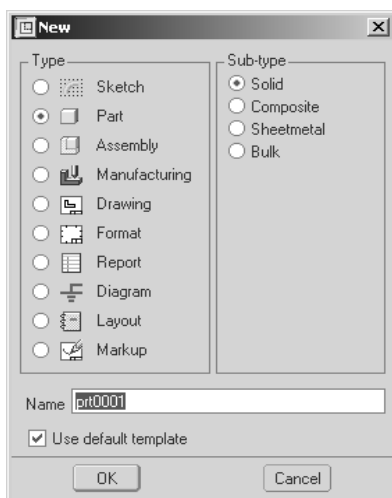 New
Type
Sketch
Part
Assembly
Manufacturing
Drawing
Format
Report
Diagram
Layout
Markup
Sub-type
Solid
Composite
Sheetmetal
Bulk
Name prt0001
Use default template
OK Cancel